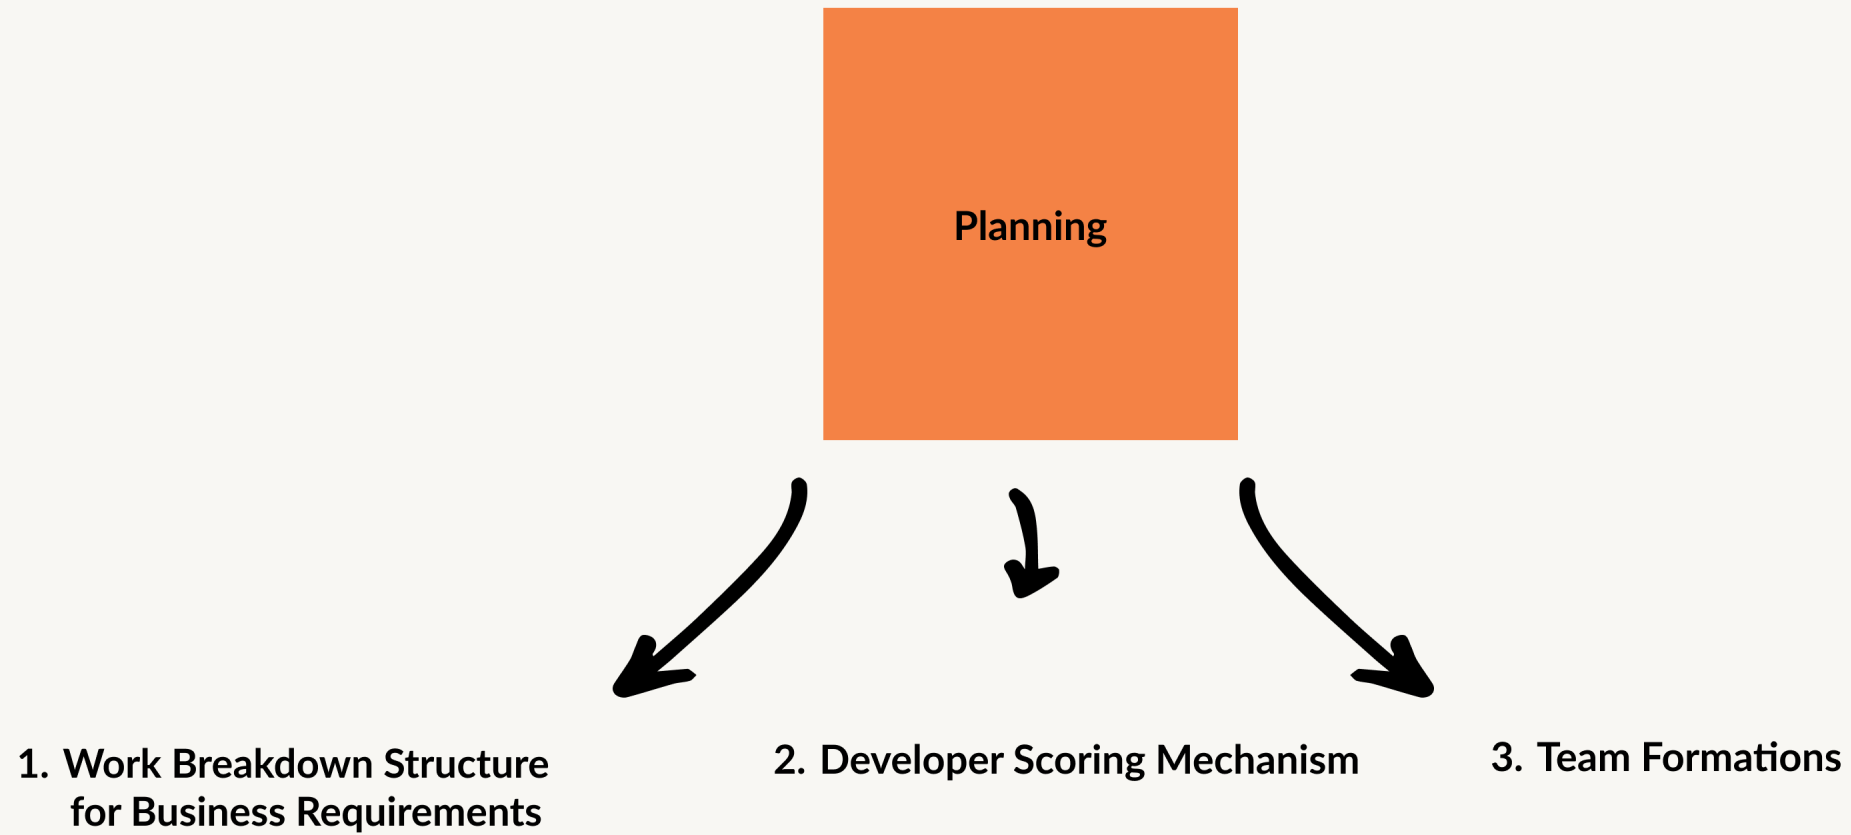 Planning
1. Work Breakdown Structure
for Business Requirements
2. Developer Scoring Mechanism
3. Team Formations